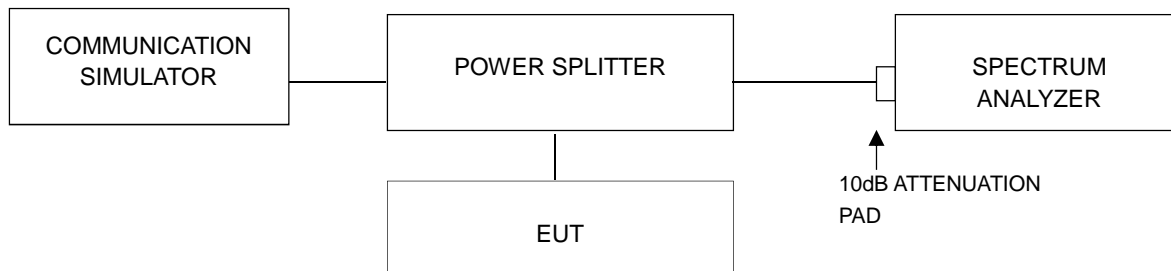 COMMUNICATION
SIMULATOR
POWER SPLITTER
SPECTRUM
ANALYZER
10dB ATTENUATION
PAD
EUT